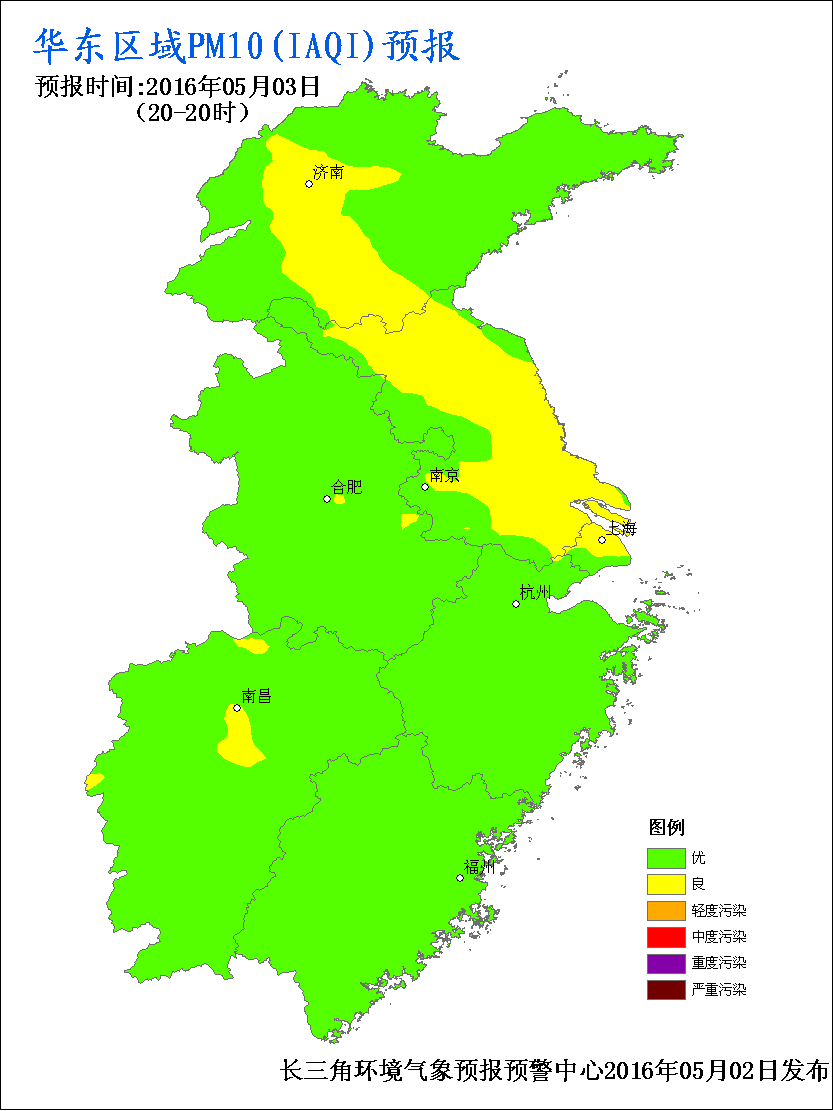 华东区域PM10(IAQI)预报
预报时间:2016年05月03日
(20-20时)
济南
南京
合肥
上海
杭州
南昌
福州
图例
优
良
轻度污染
中度污染
重度污染
严重污染
长三角环境气象预报预警中心2016年05月02日发布